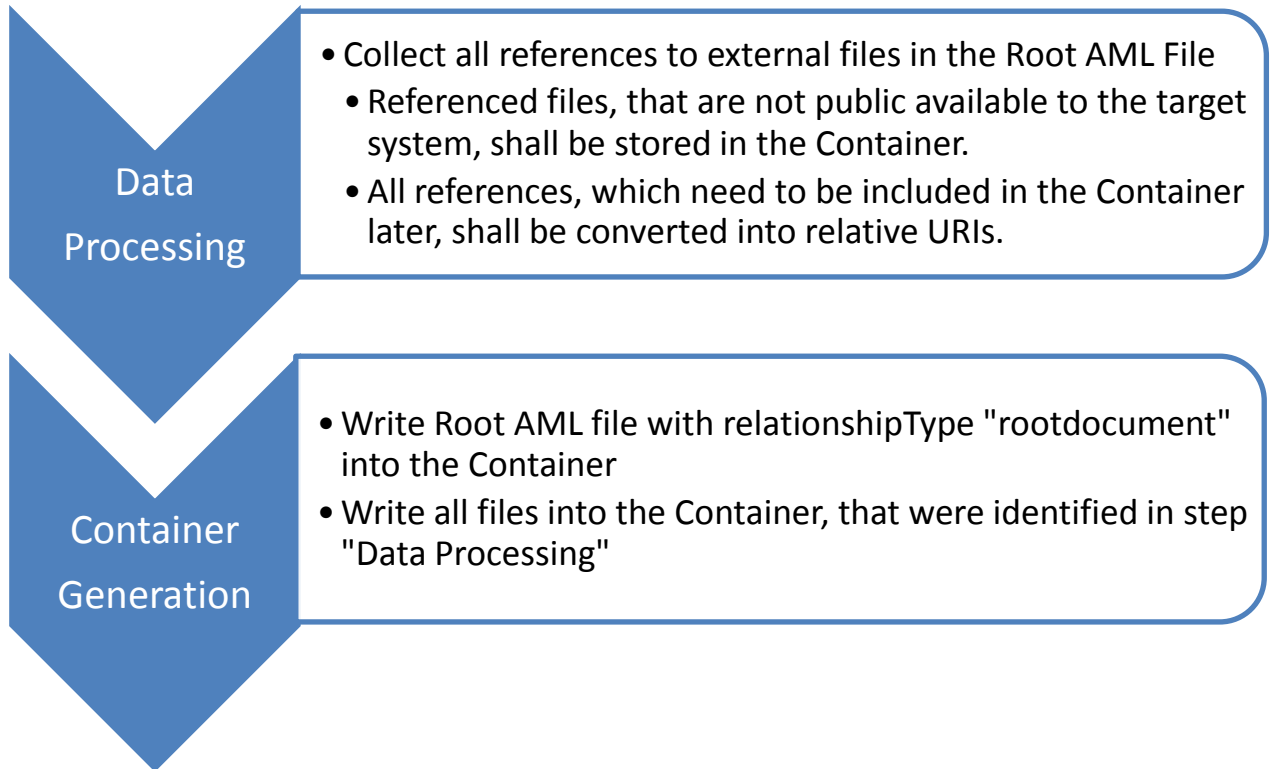 Data
Processing
• Collect all references to external files in the Root AML File
• Referenced files, that are not public available to the target
system, shall be stored in the Container.
• All references, which need to be included in the Container
later, shall be converted into relative URIs.
Container
Generation
• Write Root AML file with relationshipType "rootdocument"
into the Container
• Write all files into the Container, that were identified in step
"Data Processing"